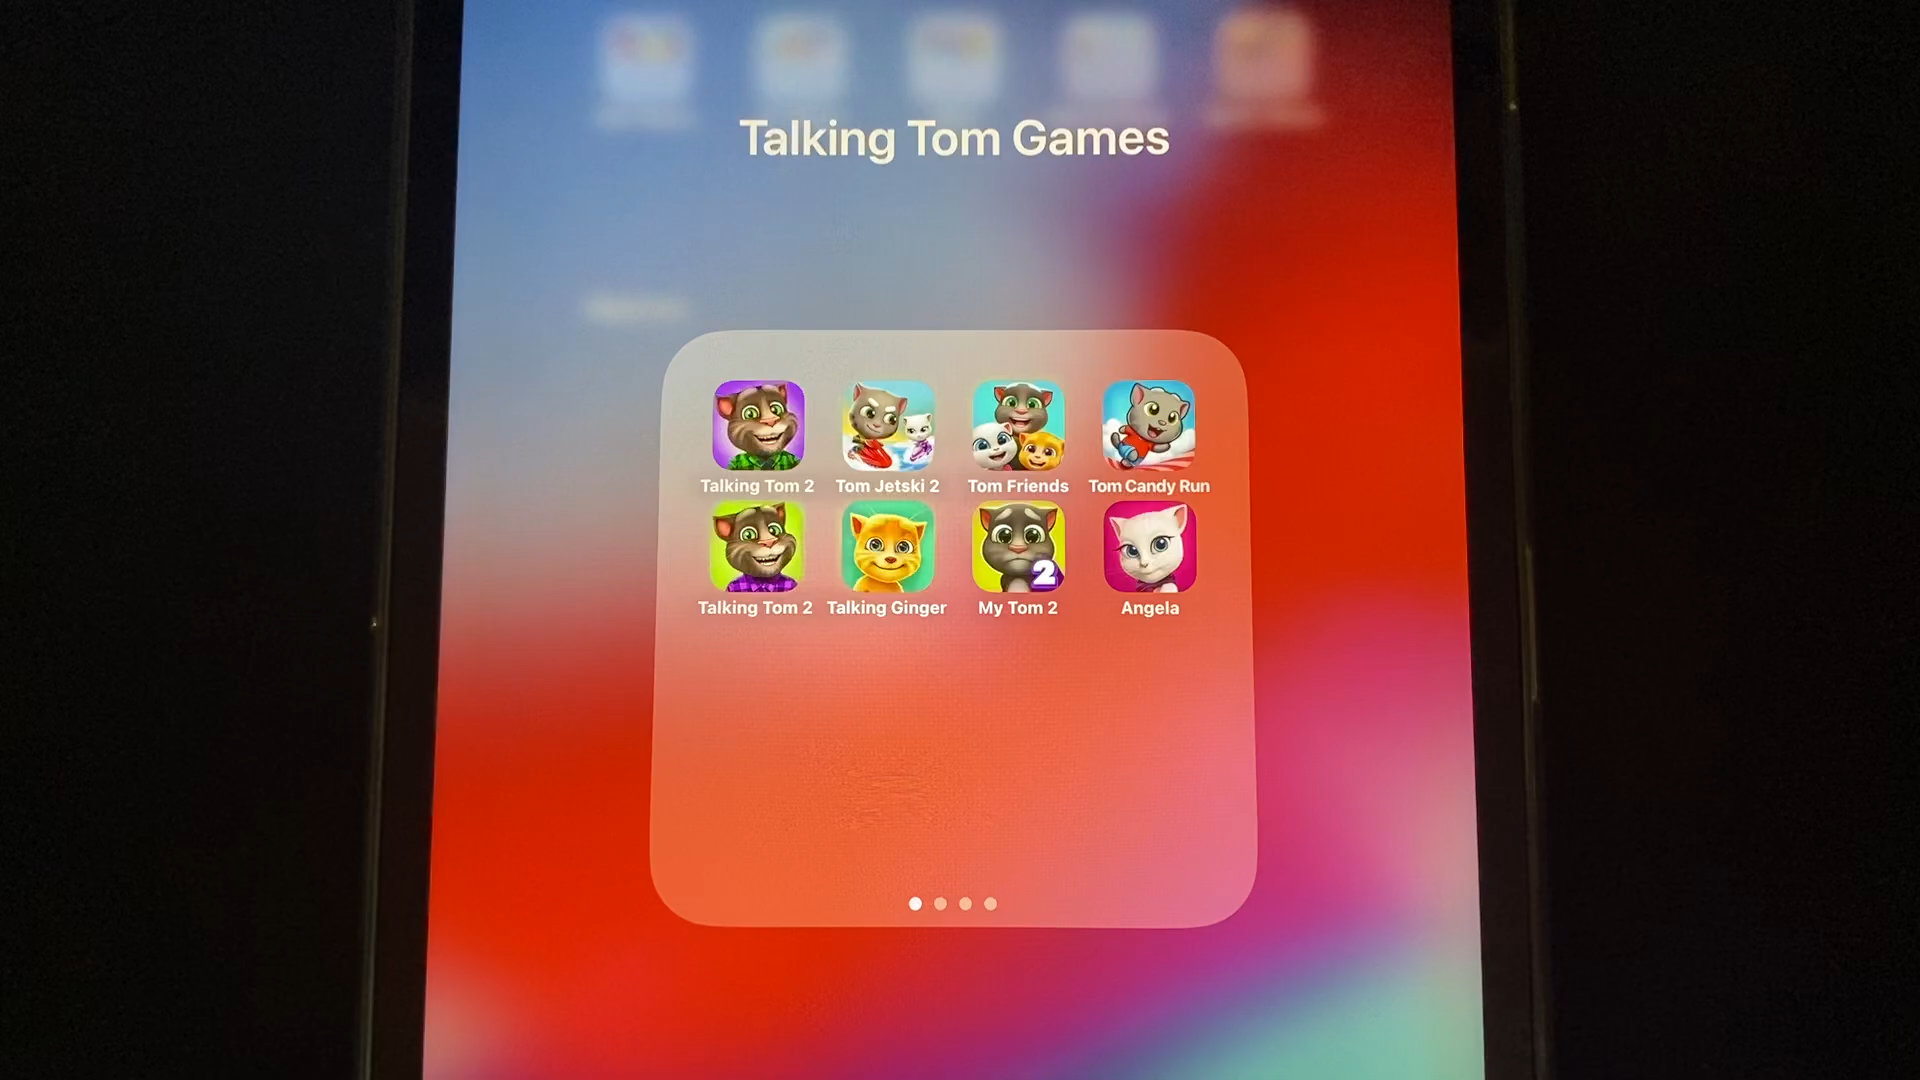 Talking Tom Games
Talking Tom 2 Tom Jetski 2 Tom Friends Tom Candy Run
2
Talking Tom 2 Talking Ginger My Tom 2 Angela